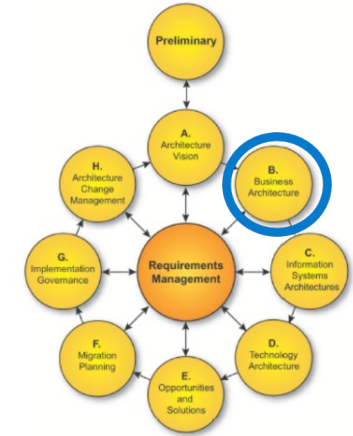 Preliminary
A.
Architecture
Vision
B.
Business
Architecture
C.
Information
Systems
Architectures
D.
Technology
Architecture
E.
Opportunities
and
Solutions
F.
Migration
Planning
G.
Implementation
Governance
H.
Architecture
Change
Management
Requirements
Management